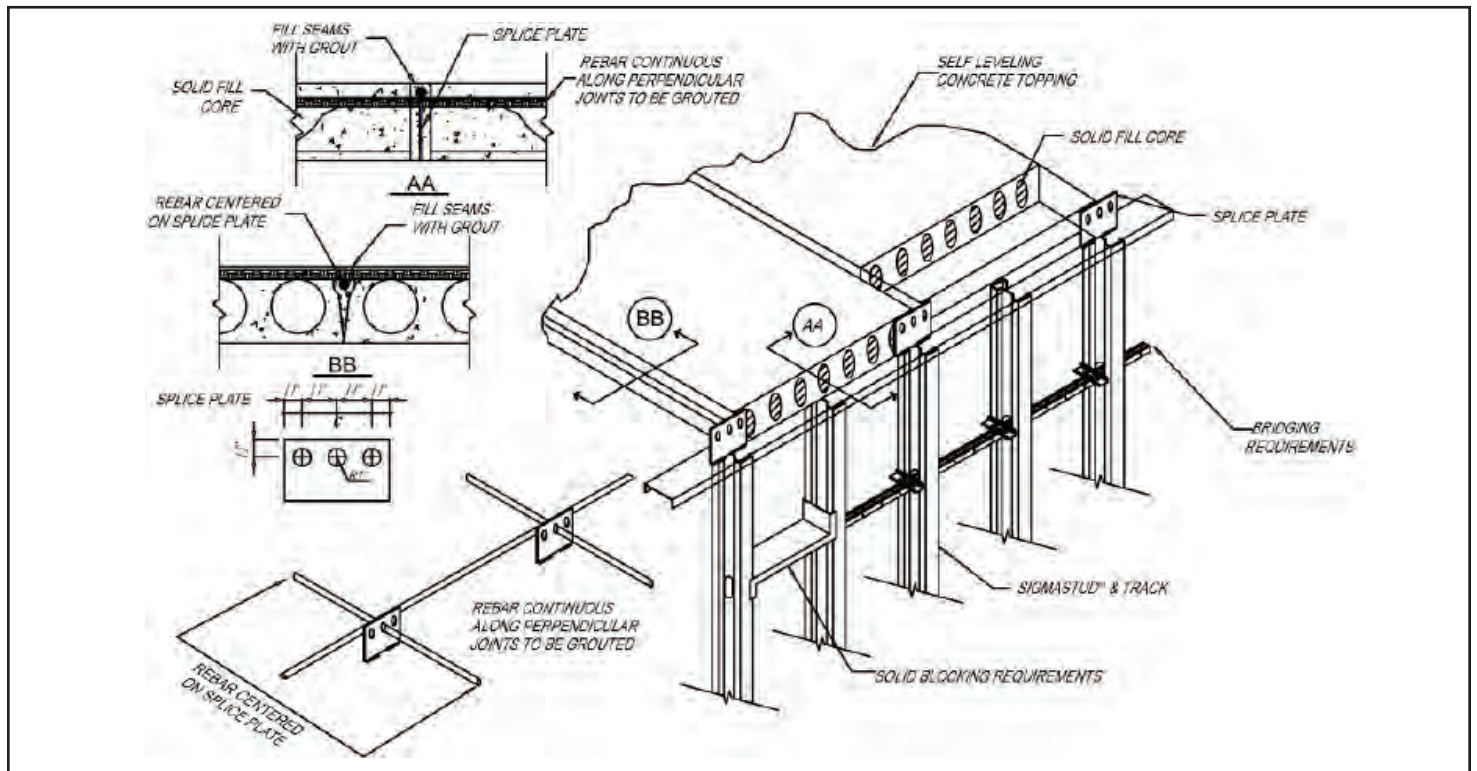 FILL SEAMS
WITH GROUT
SPLICE PLATE
REBAR CONTINUOUS
ALONG PERPENDICULAR
JOINTS TO BE GROUTED
SOLID FILL
CORE
AA
SELF LEVELING
CONCRETE TOPPING
SOLID FILL CORE
SPLICE PLATE
REBAR CENTERED
ON SPLICE PLATE
FILL SEAMS
WITH GROUT
BB
BB
AA
SPLICE PLATE
BRIDGING
REQUIREMENTS
SIGMASTUD® & TRACK
REBAR CONTINUOUS
ALONG PERPENDICULAR
JOINTS TO BE GROUTED
SOLID BLOCKING REQUIREMENTS
REBAR CENTERED
ON SPLICE PLATE